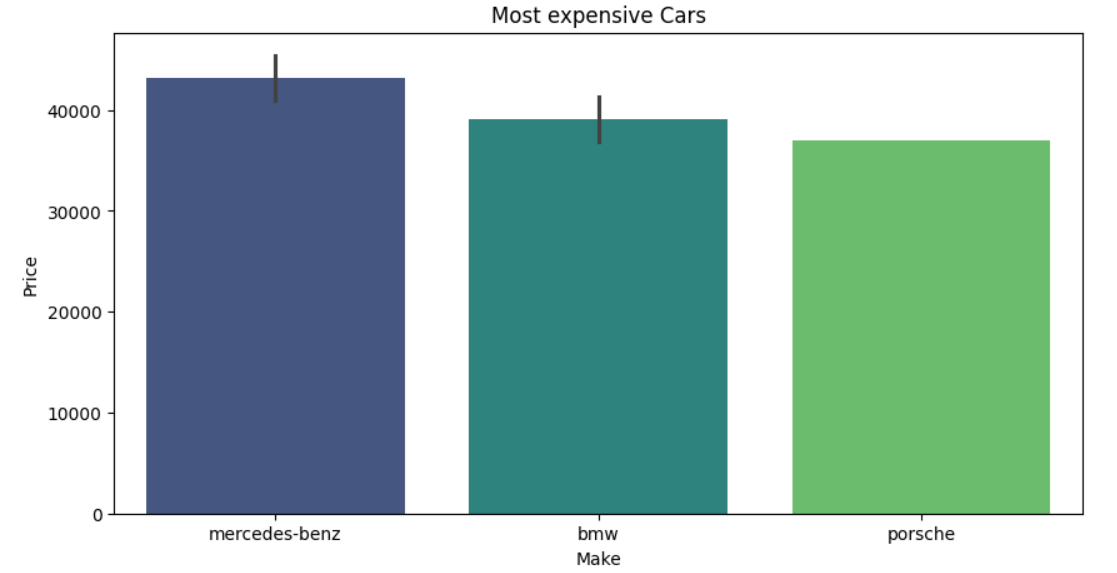 Most expensive Cars
Price
40000
30000
20000
10000
0
mercedes-benz bmw porsche
Make